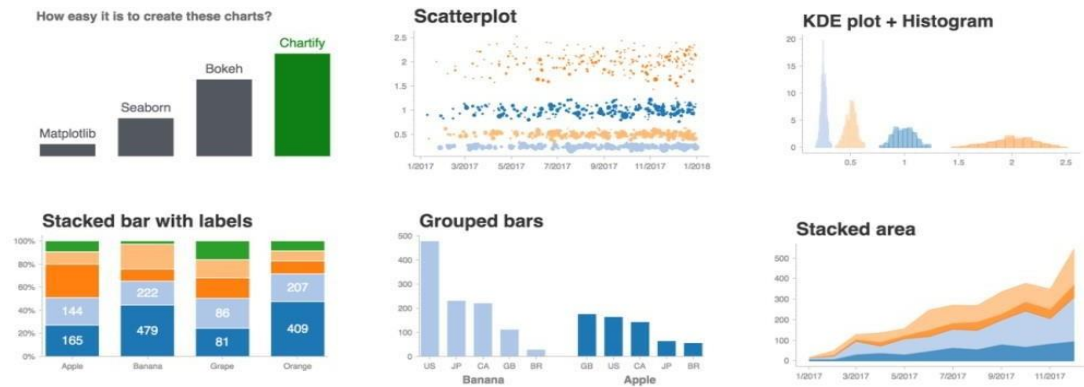 How easy it is to create these charts?
Chartify
Bokeh
Seaborn
Matplotlib
Scatterplot
2.5
2
1.5
1
0.5
1/2017 3/2017 5/2017 7/2017 9/2017 11/2017 1/2018
KDE plot + Histogram
20
15
10
5
0
0.5 1 1.5 2 2.5
Stacked bar with labels
100%
80%
60%
40%
20%
0%
144 222 86 207
165 479 81 409
Apple Banana Grape Orange
Grouped bars
500
400
300
200
100
0
US JP CA GB BR GB US CA JP BR
Banana Apple
Stacked area
500
400
300
200
100
0
1/2017 3/2017 5/2017 7/2017 9/2017 11/2017